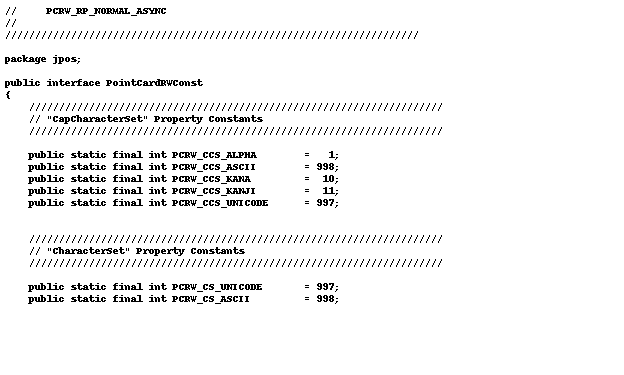 //     PCRW_RP_NORMAL_ASYNC
//
/////////////////////////////////////////////////////////////////////

package jpos;

public interface PointCardRWConst
{
    /////////////////////////////////////////////////////////////////////
    // "CapCharacterSet" Property Constants
    /////////////////////////////////////////////////////////////////////

    public static final int PCRW_CCS_ALPHA        =   1;
    public static final int PCRW_CCS_ASCII        = 998;
    public static final int PCRW_CCS_KANA         =  10;
    public static final int PCRW_CCS_KANJI        =  11;
    public static final int PCRW_CCS_UNICODE      = 997;


    /////////////////////////////////////////////////////////////////////
    // "CharacterSet" Property Constants
    /////////////////////////////////////////////////////////////////////

    public static final int PCRW_CS_UNICODE       = 997;
    public static final int PCRW_CS_ASCII         = 998;